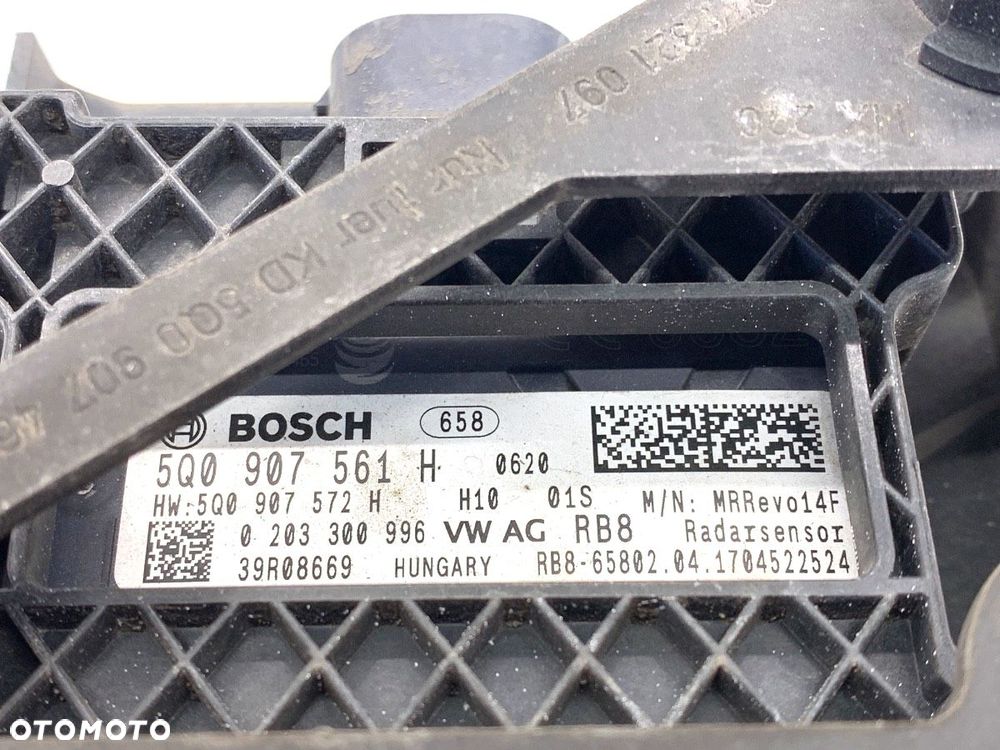 821 097
nur fuer KD 5Q0 907
BOSCH 658
5Q0 907 561 H 0620
HW:5Q0 907 572 H H10 01S M/N: MRRevo14F
0 203 300 996 VW AG RB8 Radarsensor
39R08669 HUNGARY RB8-65802.04.1704522524
OTOMOTO